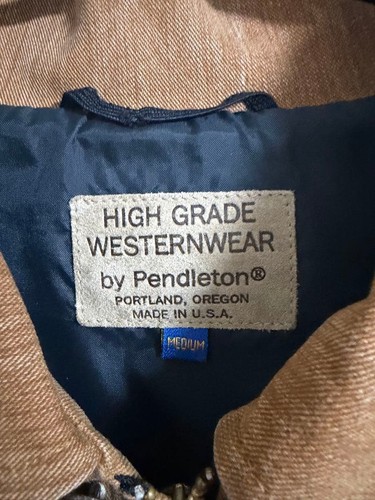 HIGH GRADE
WESTERNWEAR
by Pendleton®
PORTLAND, OREGON
MADE IN U.S.A.
MEDIUM